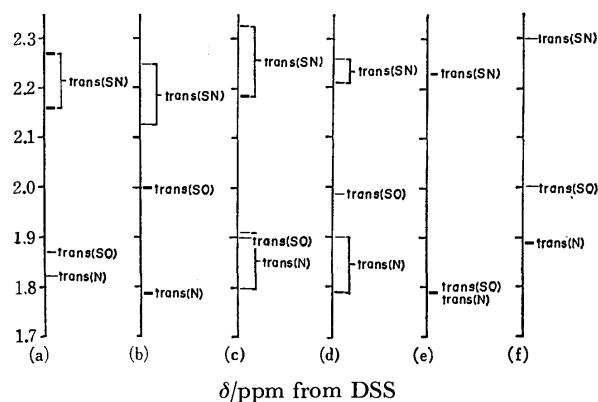 2.3
2.2
2.1
2.0
1.9
1.8
1.7
trans(SN)
trans(SO)
trans(N)
(a)
trans(SN)
trans(SO)
trans(N)
(b)
trans(SN)
trans(SO)
trans(N)
(c)
trans(SN)
trans(SO)
trans(N)
(d)
trans(SN)
trans(SO)
trans(N)
(e)
trans(SN)
trans(SO)
trans(N)
(f)
δ/ppm from DSS